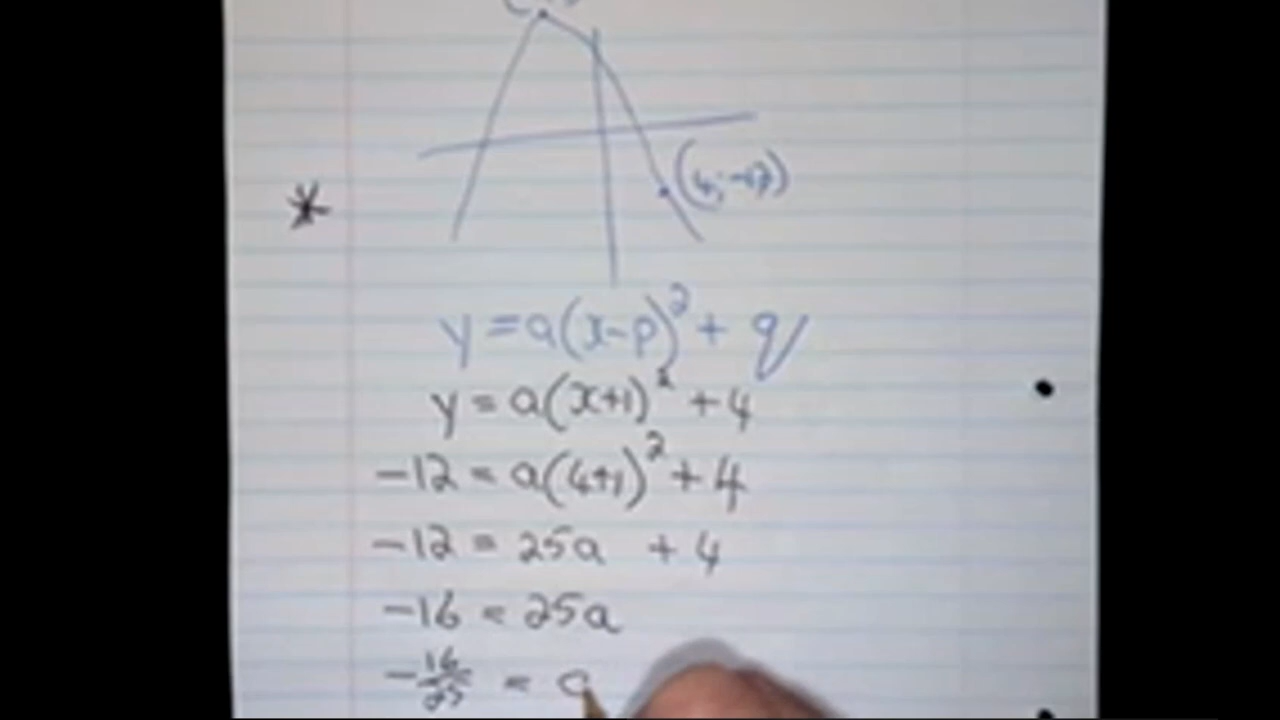 (4; -12)
y = a(x-p)² + q
y = a(x+1)² + 4
-12 = a(4+1)² + 4
-12 = 25a + 4
-16 = 25a
-16/25 = a